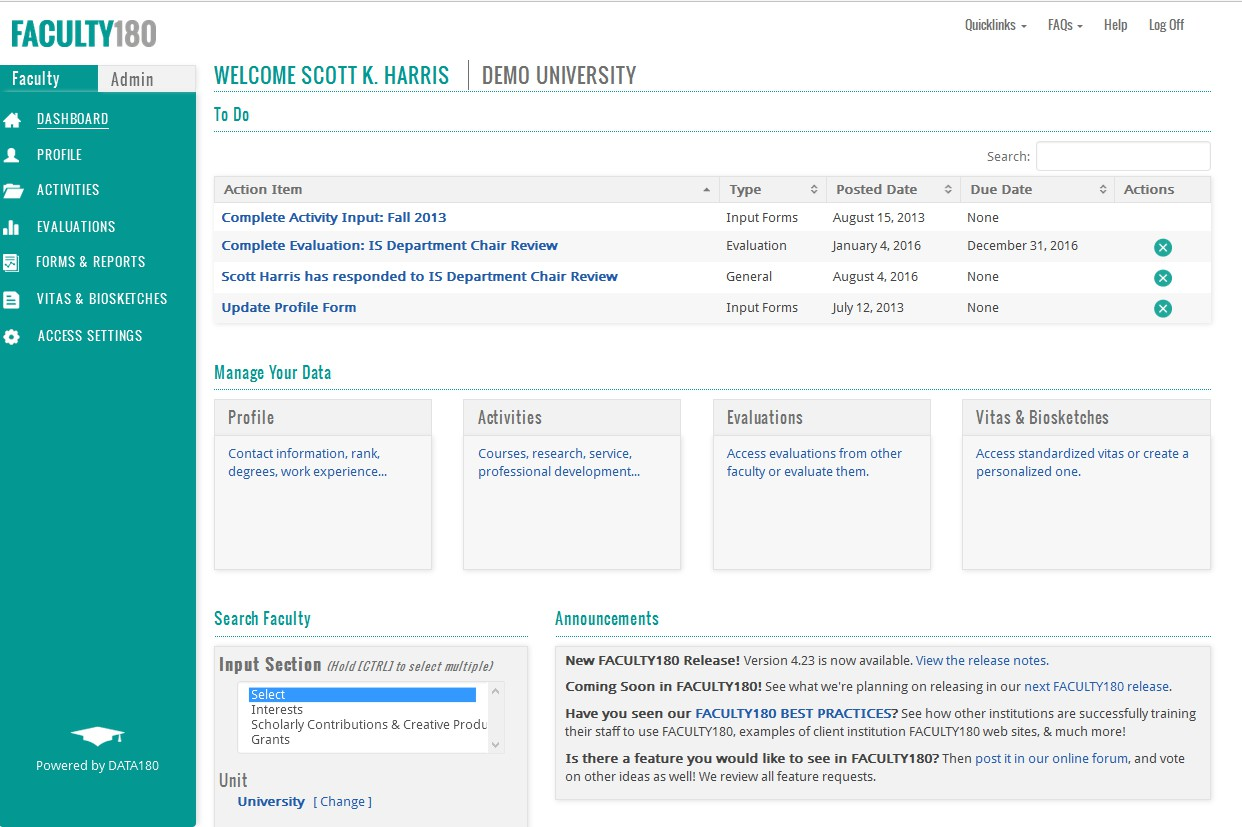 FACULTY180
Quicklinks FAQs Help Log Off
Faculty Admin
WELCOME SCOTT K. HARRIS DEMO UNIVERSITY
DASHBOARD
PROFILE
ACTIVITIES
EVALUATIONS
FORMS & REPORTS
VITAS & BIOSKETCHES
ACCESS SETTINGS
Powered by DATA180
To Do
Search:
Action Item Type Posted Date Due Date Actions
Complete Activity Input: Fall 2013 Input Forms August 15, 2013 None
Complete Evaluation: IS Department Chair Review Evaluation January 4, 2016 December 31, 2016
Scott Harris has responded to IS Department Chair Review General August 4, 2016 None
Update Profile Form Input Forms July 12, 2013 None
Manage Your Data
Profile
Contact information, rank,
degrees, work experience...
Activities
Courses, research, service,
professional development...
Evaluations
Access evaluations from other
faculty or evaluate them.
Vitas & Biosketches
Access standardized vitas or create a
personalized one.
Search Faculty
Input Section (Hold [CTRL] to select multiple)
Select
Interests
Scholarly Contributions & Creative Produ
Grants
Unit
University [ Change ]
Announcements
New FACULTY180 Release! Version 4.23 is now available. View the release notes.
Coming Soon in FACULTY180! See what we're planning on releasing in our next FACULTY180 release.
Have you seen our FACULTY180 BEST PRACTICES? See how other institutions are successfully training
their staff to use FACULTY180, examples of client institution FACULTY180 web sites, & much more!
Is there a feature you would like to see in FACULTY180? Then post it in our online forum, and vote
on other ideas as well! We review all feature requests.